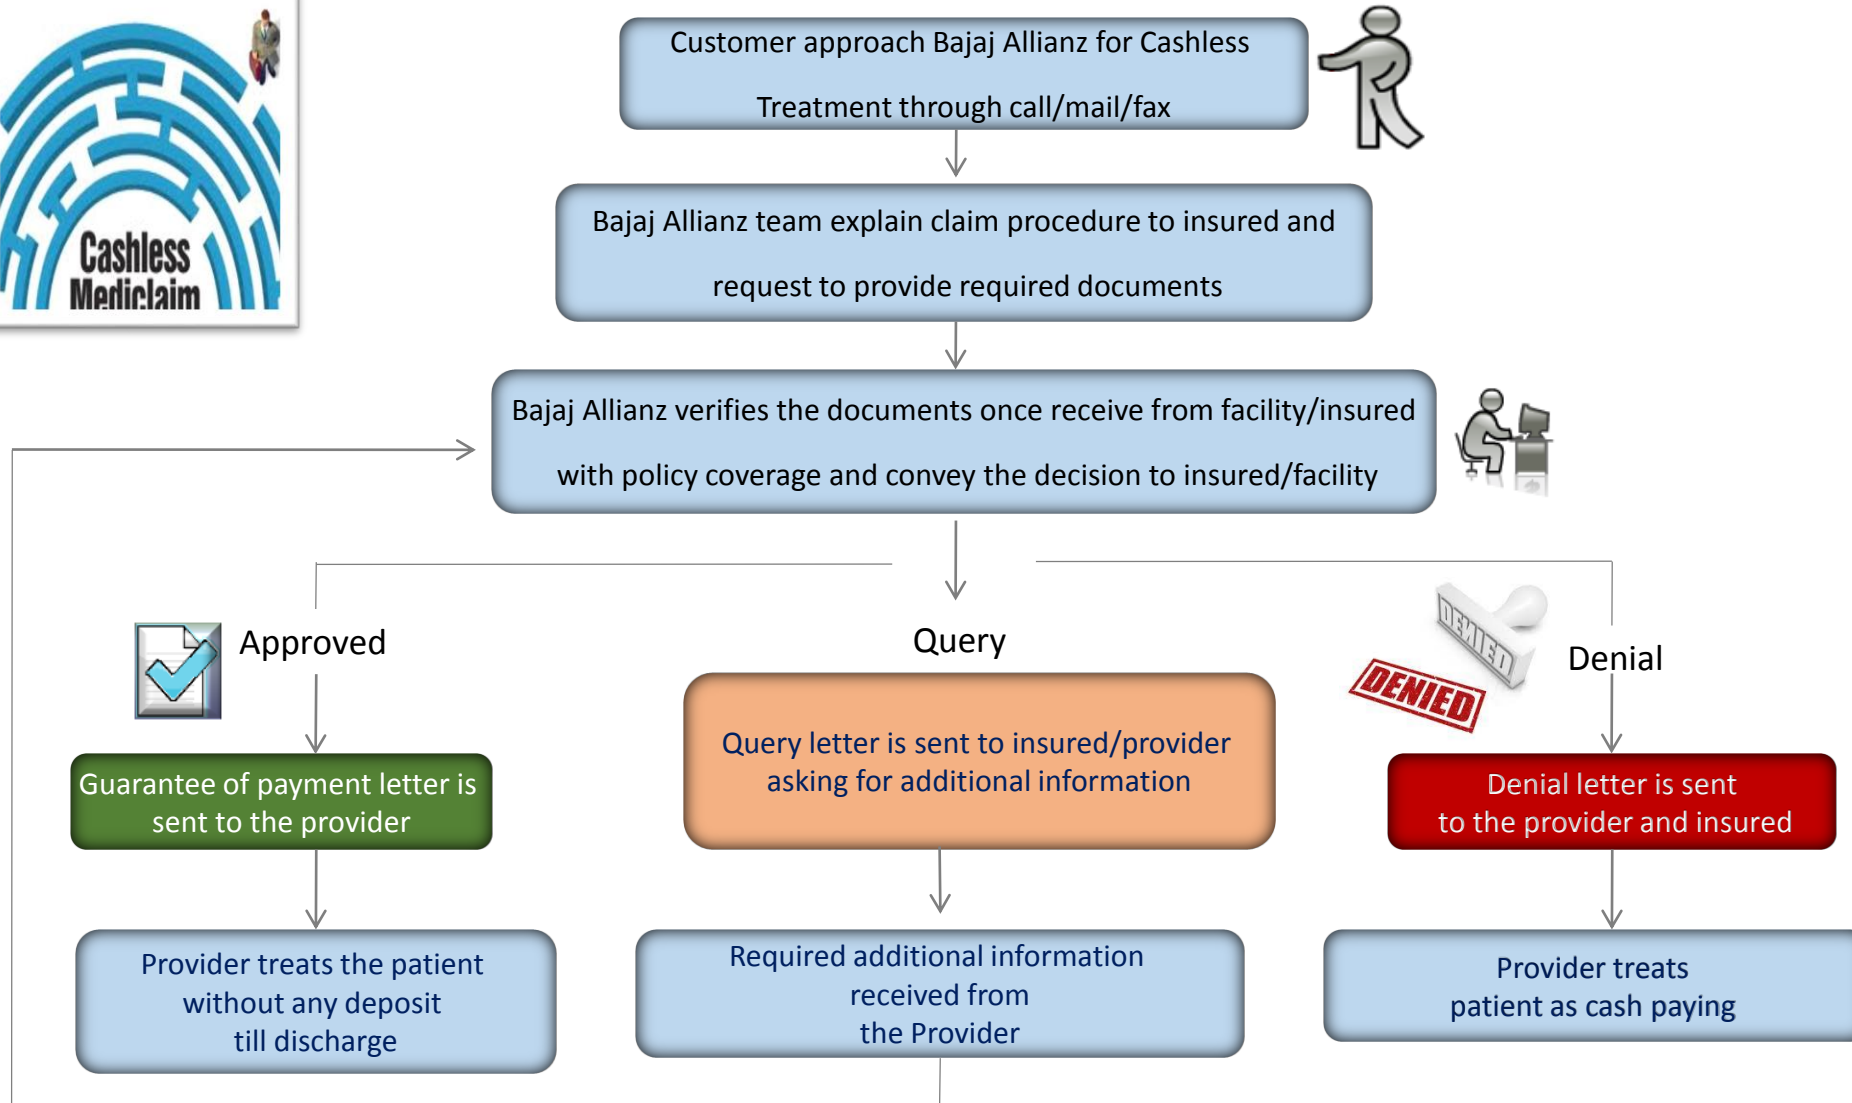 Cashless
Mediclaim
Customer approach Bajaj Allianz for Cashless
Treatment through call/mail/fax
Bajaj Allianz team explain claim procedure to insured and
request to provide required documents
Bajaj Allianz verifies the documents once receive from facility/insured
with policy coverage and convey the decision to insured/facility
Approved
Query
DENIED
DENIED
Denial
Guarantee of payment letter is
sent to the provider
Query letter is sent to insured/provider
asking for additional information
Denial letter is sent
to the provider and insured
Provider treats the patient
without any deposit
till discharge
Required additional information
received from
the Provider
Provider treats
patient as cash paying